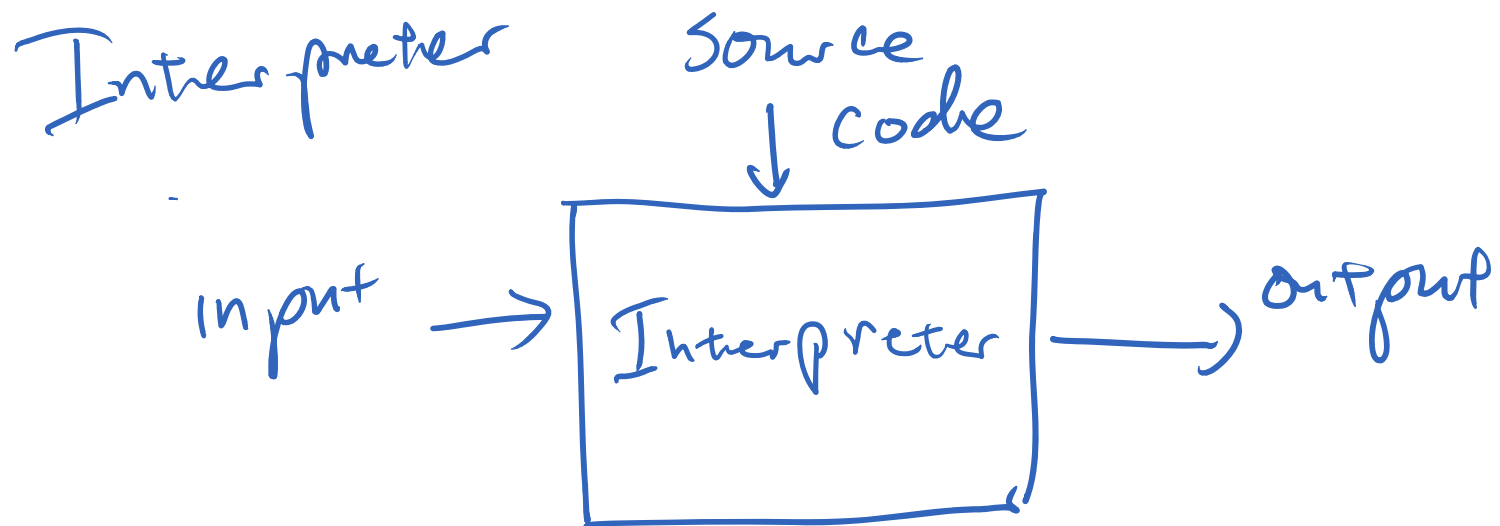 Interpreter
source
code
input
Interpreter
output